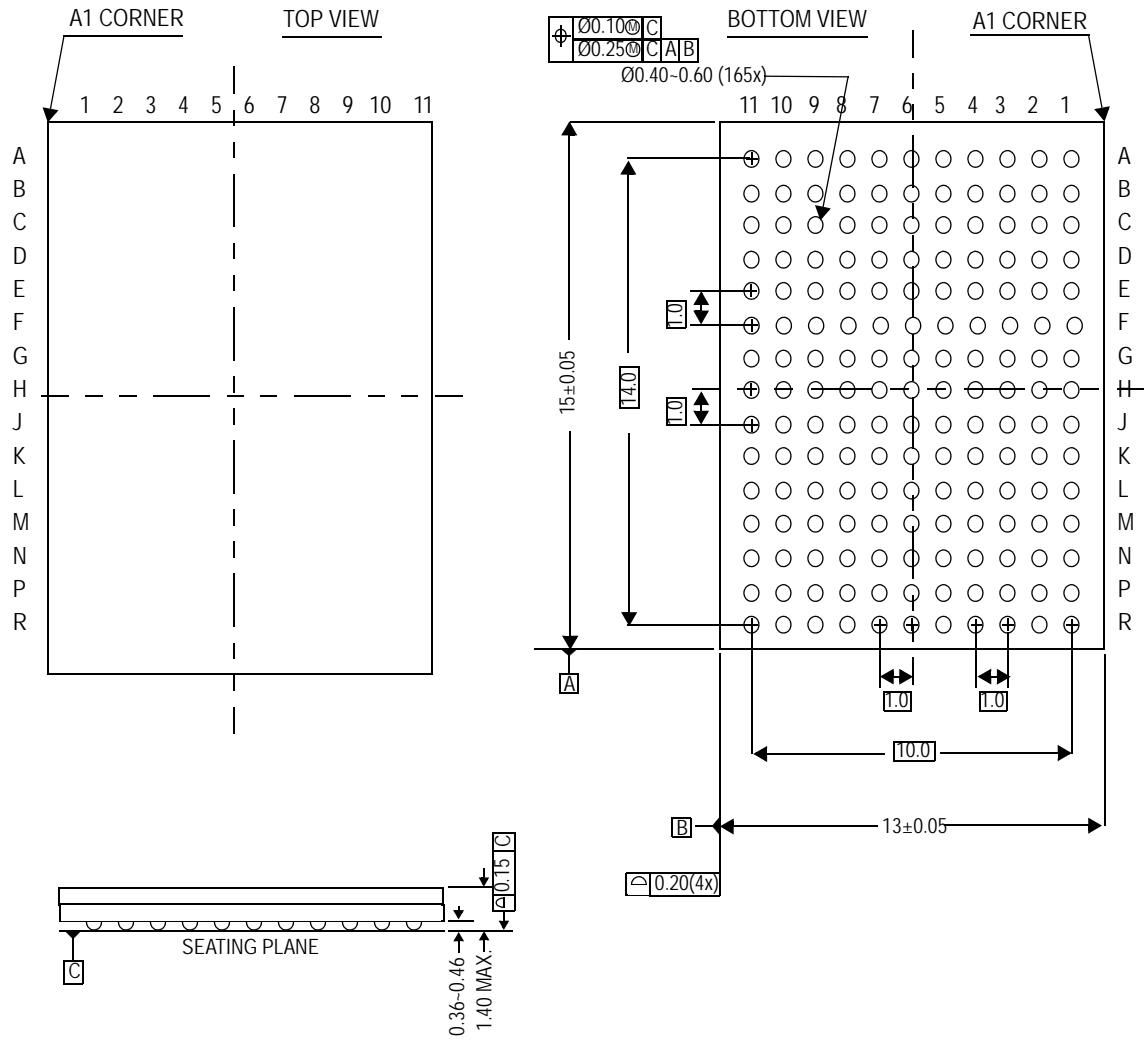 A1 CORNER
TOP VIEW
1 2 3 4 5 6 7 8 9 10 11
A
B
C
D
E
F
G
H
J
K
L
M
N
P
R
Ø0.10Ⓜ C
Ø0.25Ⓜ C A B
Ø0.40~0.60 (165x)
BOTTOM VIEW
A1 CORNER
11 10 9 8 7 6 5 4 3 2 1
A
B
C
D
E
F
G
H
J
K
L
M
N
P
R
1.0
1.0
14.0
15±0.05
A
1.0
1.0
10.0
B
13±0.05
0.20(4x)
0.15 C
SEATING PLANE
C
0.36~0.46
1.40 MAX.